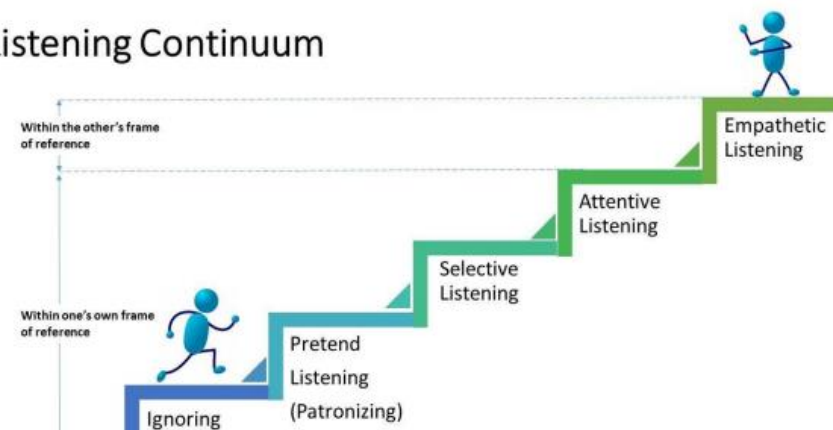 istening Continuum
Within the other's frame
of reference
Empathetic
Listening
Attentive
Listening
Selective
Listening
Within one's own frame
of reference
Pretend
Listening
(Patronizing)
Ignoring